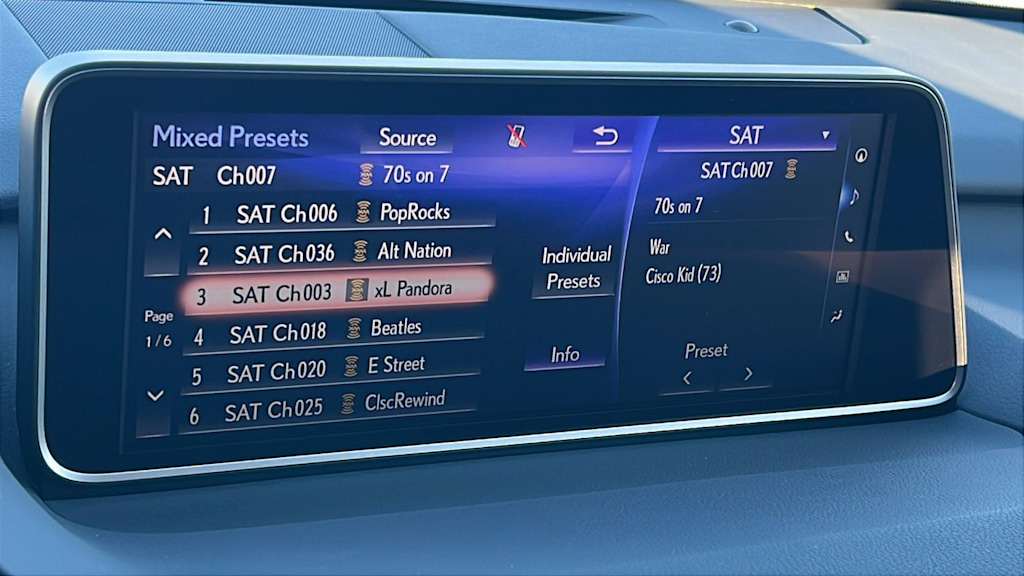 Mixed Presets Source
SAT Ch007 70s on 7
1 SAT Ch006 PopRocks
2 SAT Ch036 Alt Nation
3 SAT Ch003 xL Pandora
4 SAT Ch018 Beatles
5 SAT Ch020 E Street
6 SAT Ch025 ClscRewind
Page
1/6
Individual
Presets
Info
SAT
SAT Ch007
70s on 7
War
Cisco Kid (73)
Preset